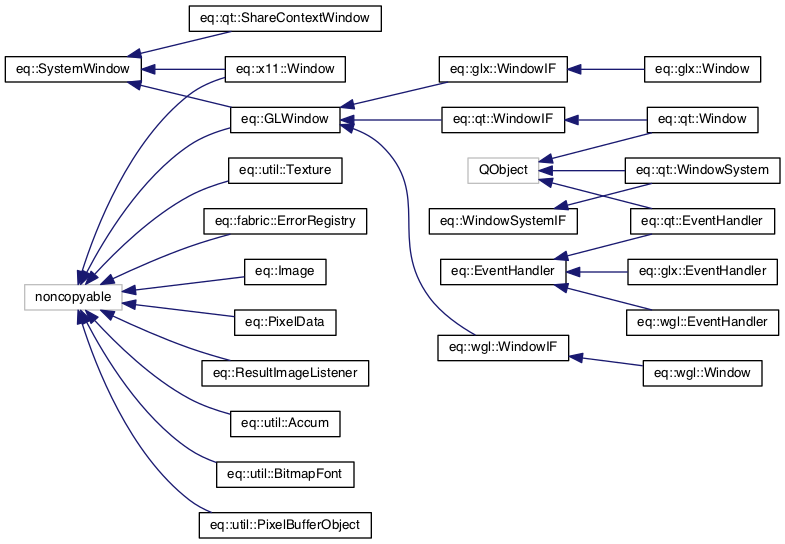 eq::qt::ShareContextWindow
eq::SystemWindow
eq::x11::Window
eq::glx::WindowIF
eq::glx::Window
eq::GLWindow
eq::qt::WindowIF
eq::qt::Window
eq::util::Texture
QObject
eq::qt::WindowSystem
eq::fabric::ErrorRegistry
eq::WindowSystemIF
eq::qt::EventHandler
eq::Image
eq::EventHandler
eq::glx::EventHandler
noncopyable
eq::PixelData
eq::wgl::EventHandler
eq::wgl::WindowIF
eq::ResultImageListener
eq::wgl::Window
eq::util::Accum
eq::util::BitmapFont
eq::util::PixelBufferObject